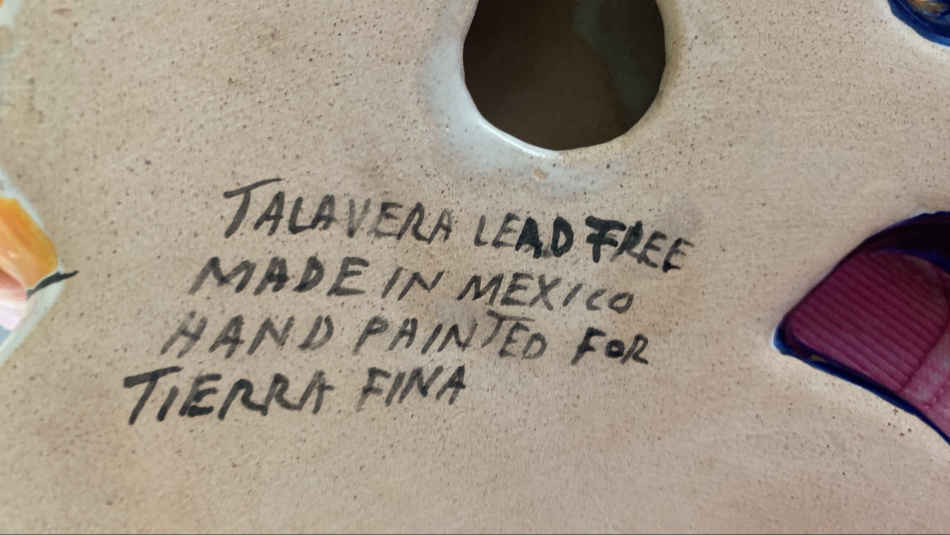 TALAVERA LEAD FREE
MADE IN MEXICO
HAND PAINTED FOR
TIERRA FINA